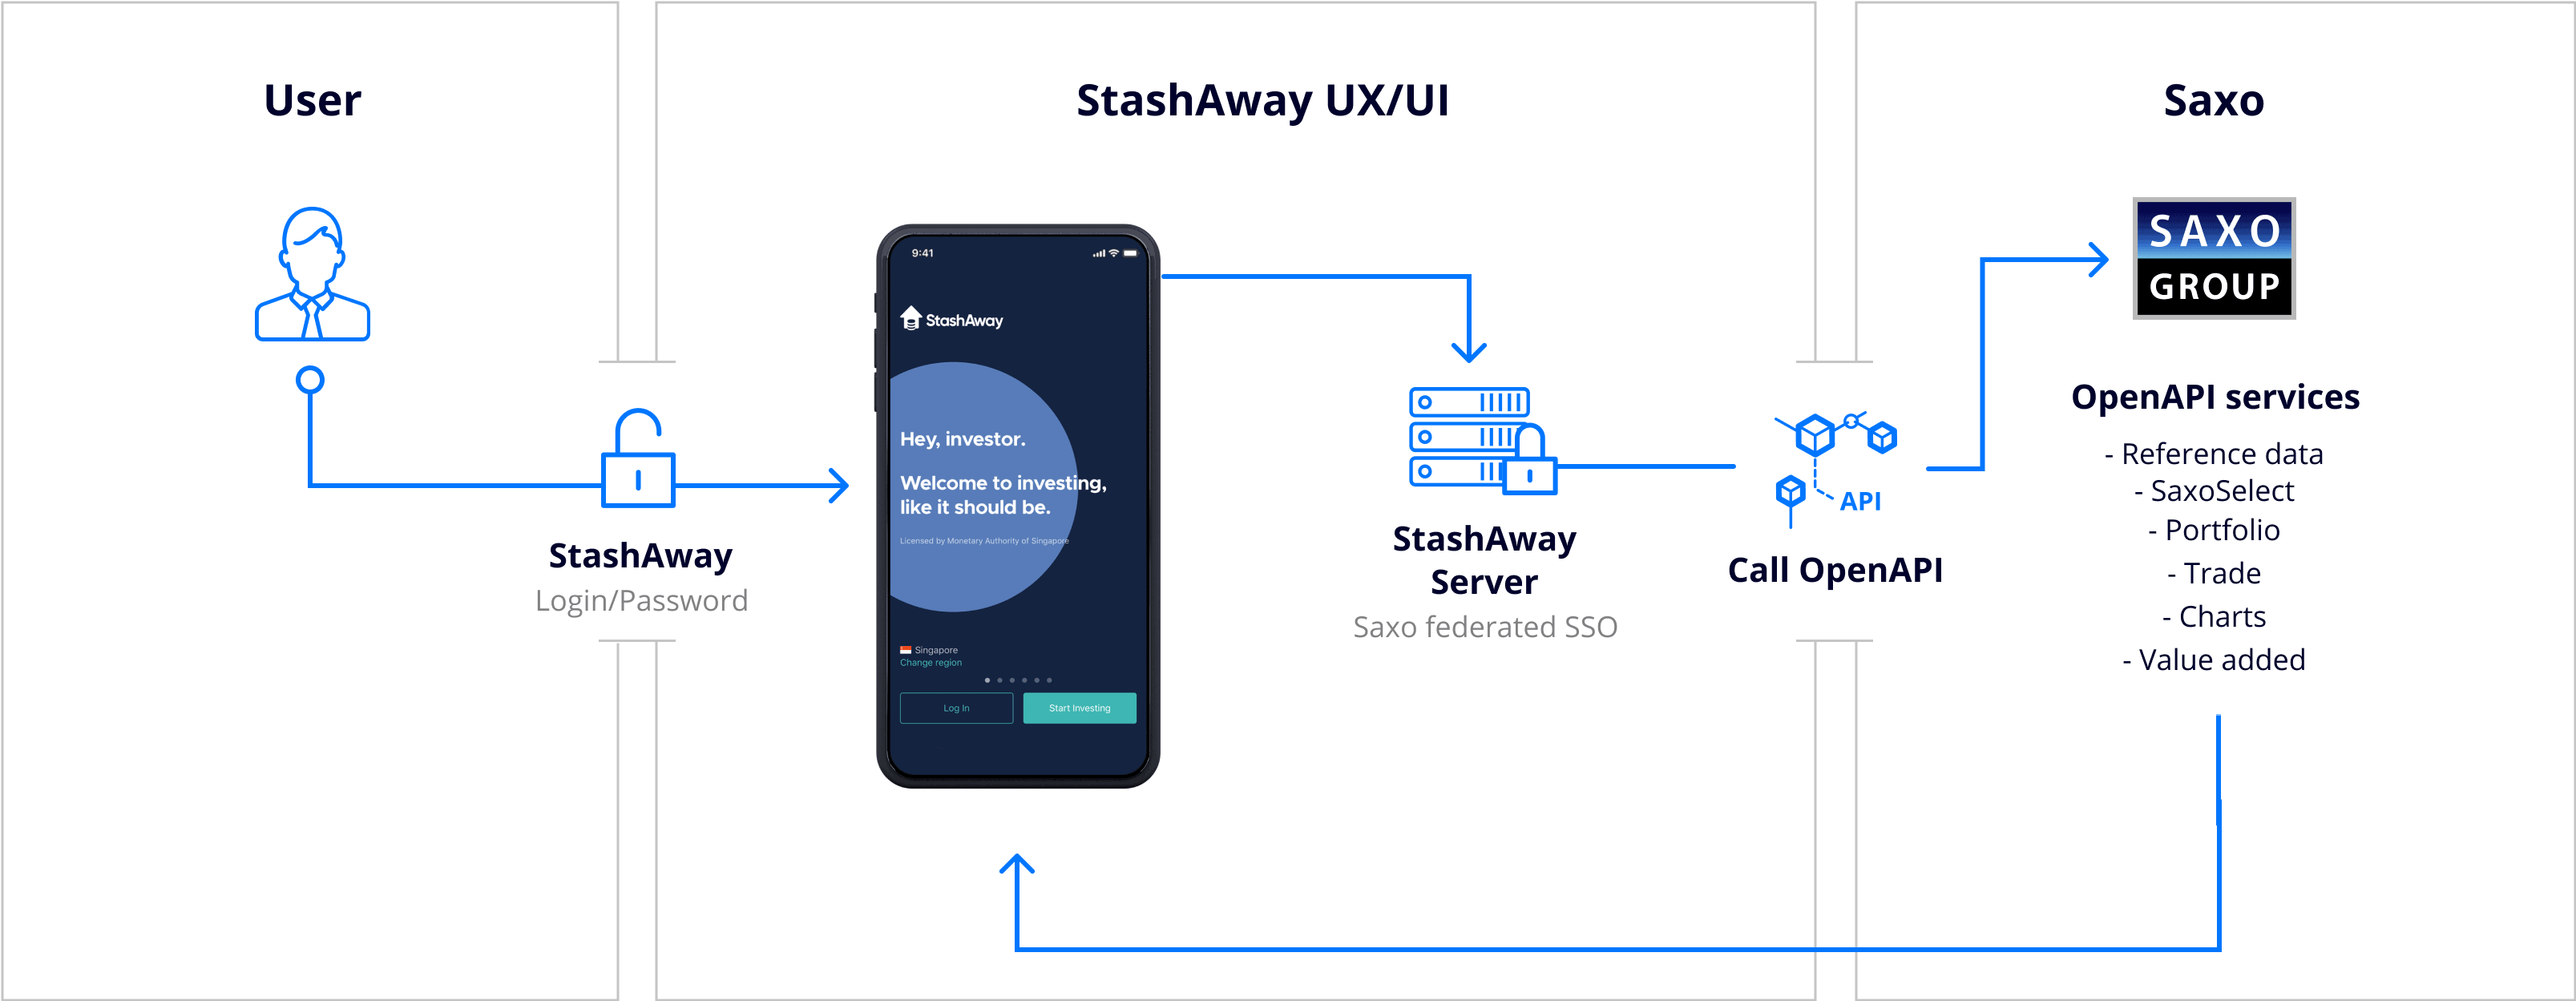 User
StashAway
Login/Password
StashAway UX/UI
9:41
StashAway
Hey, investor.
Welcome to investing,
like it should be.
Licensed by Monetary Authority of Singapore
Singapore
Change region
Log In
Start Investing
StashAway
Server
Saxo federated SSO
API
Call OpenAPI
Saxo
SAXO
GROUP
OpenAPI services
- Reference data
- SaxoSelect
- Portfolio
- Trade
- Charts
- Value added